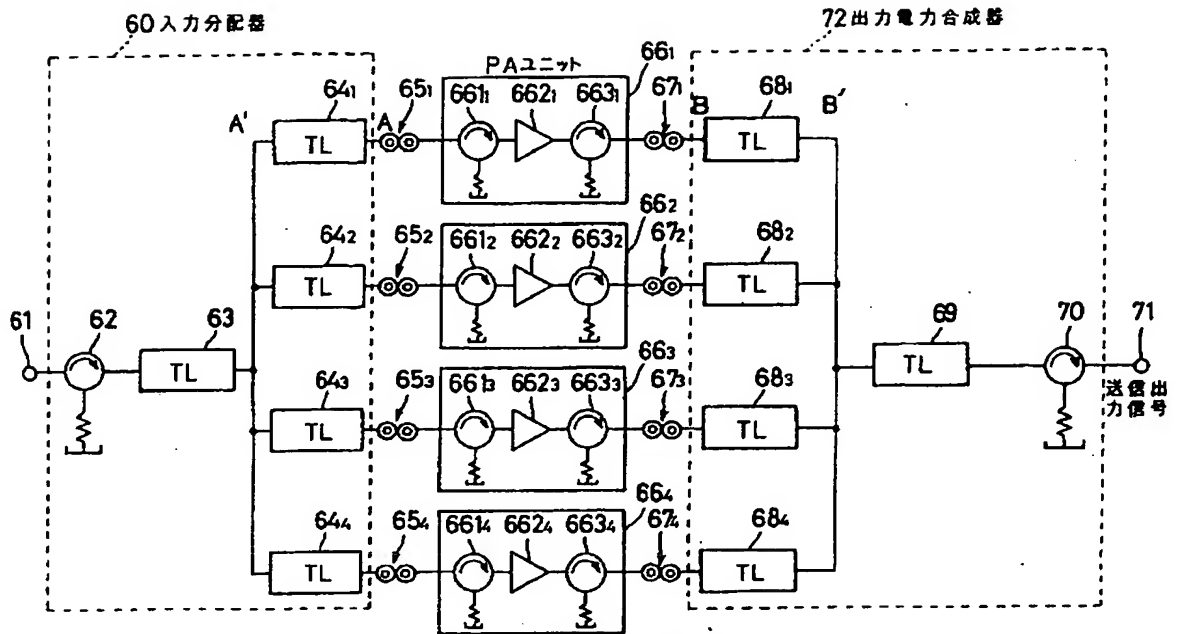 60入力分配器
72出力電力合成器
PAユニット
66₁
64₁
65₁
661₁
662₁
663₁
67₁
68₁
A'
A
B
B'
TL
TL
66₂
64₂
65₂
661₂
662₂
663₂
67₂
68₂
TL
TL
61
62
63
TL
66₃
64₃
65₃
661₃
662₃
663₃
67₃
68₃
TL
TL
69
TL
70
71
送信出
力信号
66₄
64₄
65₄
661₄
662₄
663₄
67₄
68₄
TL
TL